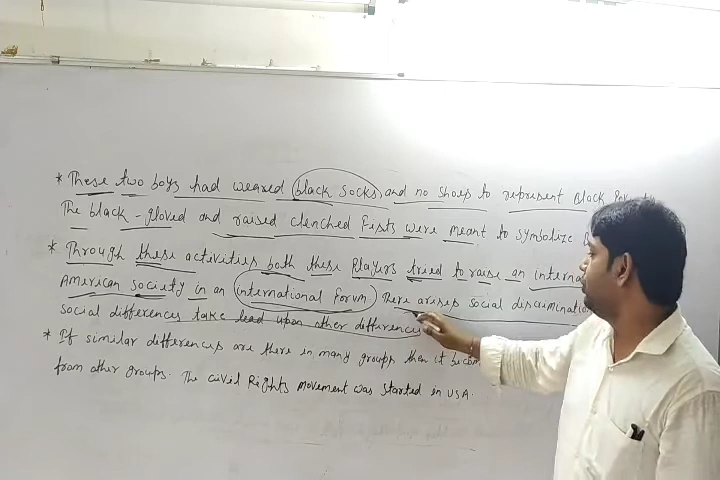 * These two boys had weared black socks and no shoes to represent Black
The black-gloved and raised clenched fists were meant to symbolize
* Through these activities both these Players tried to raise an
American society in an international forum There arises social discrimination
social differences take lead upon other differences
* If similar differences are there in many groups then it
from other groups. The civil Rights movement was started in USA.